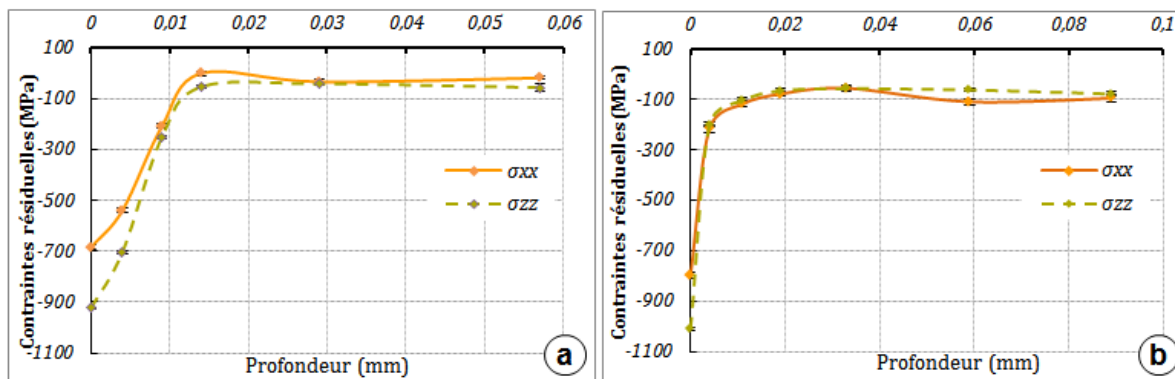 0 0,01 0,02 0,03 0,04 0,05 0,06
100
-100
-300
-500
-700
-900
-1100
Contraintes résiduelles (MPa)
σxx
σzz
Profondeur (mm)
a
0 0,02 0,04 0,06 0,08 0,1
100
-100
-300
-500
-700
-900
-1100
Contraintes résiduelles (MPa)
σxx
σzz
Profondeur (mm)
b